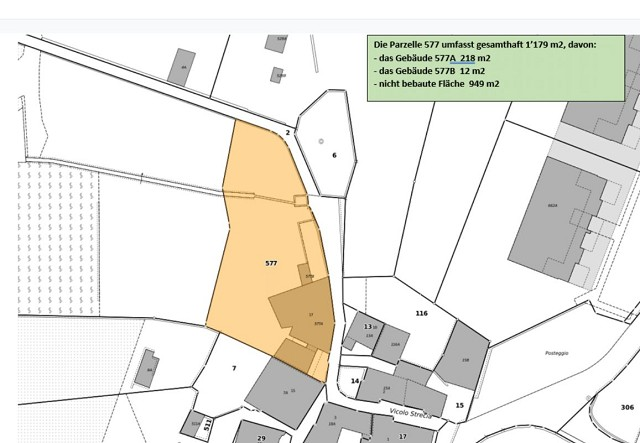 Die Parzelle 577 umfasst gesamthaft 1'179 m2, davon:
- das Gebäude 577A  218 m2
- das Gebäude 577B  12 m2
- nicht bebaute Fläche  949 m2
2
6
577
116
13
7
14
15
Posteggio
306
Vicolo Strecia
511
29
17